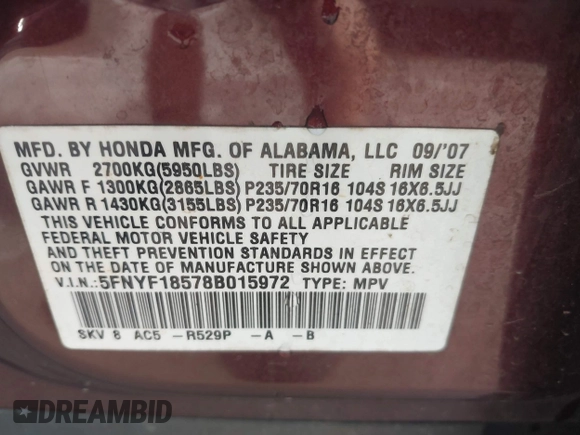 MFD. BY HONDA MFG. OF ALABAMA, LLC 09/'07
GVWR 2700KG(5950LBS) TIRE SIZE RIM SIZE
GAWR F 1300KG(2865LBS) P235/70R16 104S 16X6.5JJ
GAWR R 1430KG(3155LBS) P235/70R16 104S 16X6.5JJ
THIS VEHICLE CONFORMS TO ALL APPLICABLE
FEDERAL MOTOR VEHICLE SAFETY
AND THEFT PREVENTION STANDARDS IN EFFECT
ON THE DATE OF MANUFACTURE SHOWN ABOVE.
V.I.N.: 5FNYF18578B015972 TYPE: MPV
SKV 8 AC5 -R529P -A -B
DREAMBID